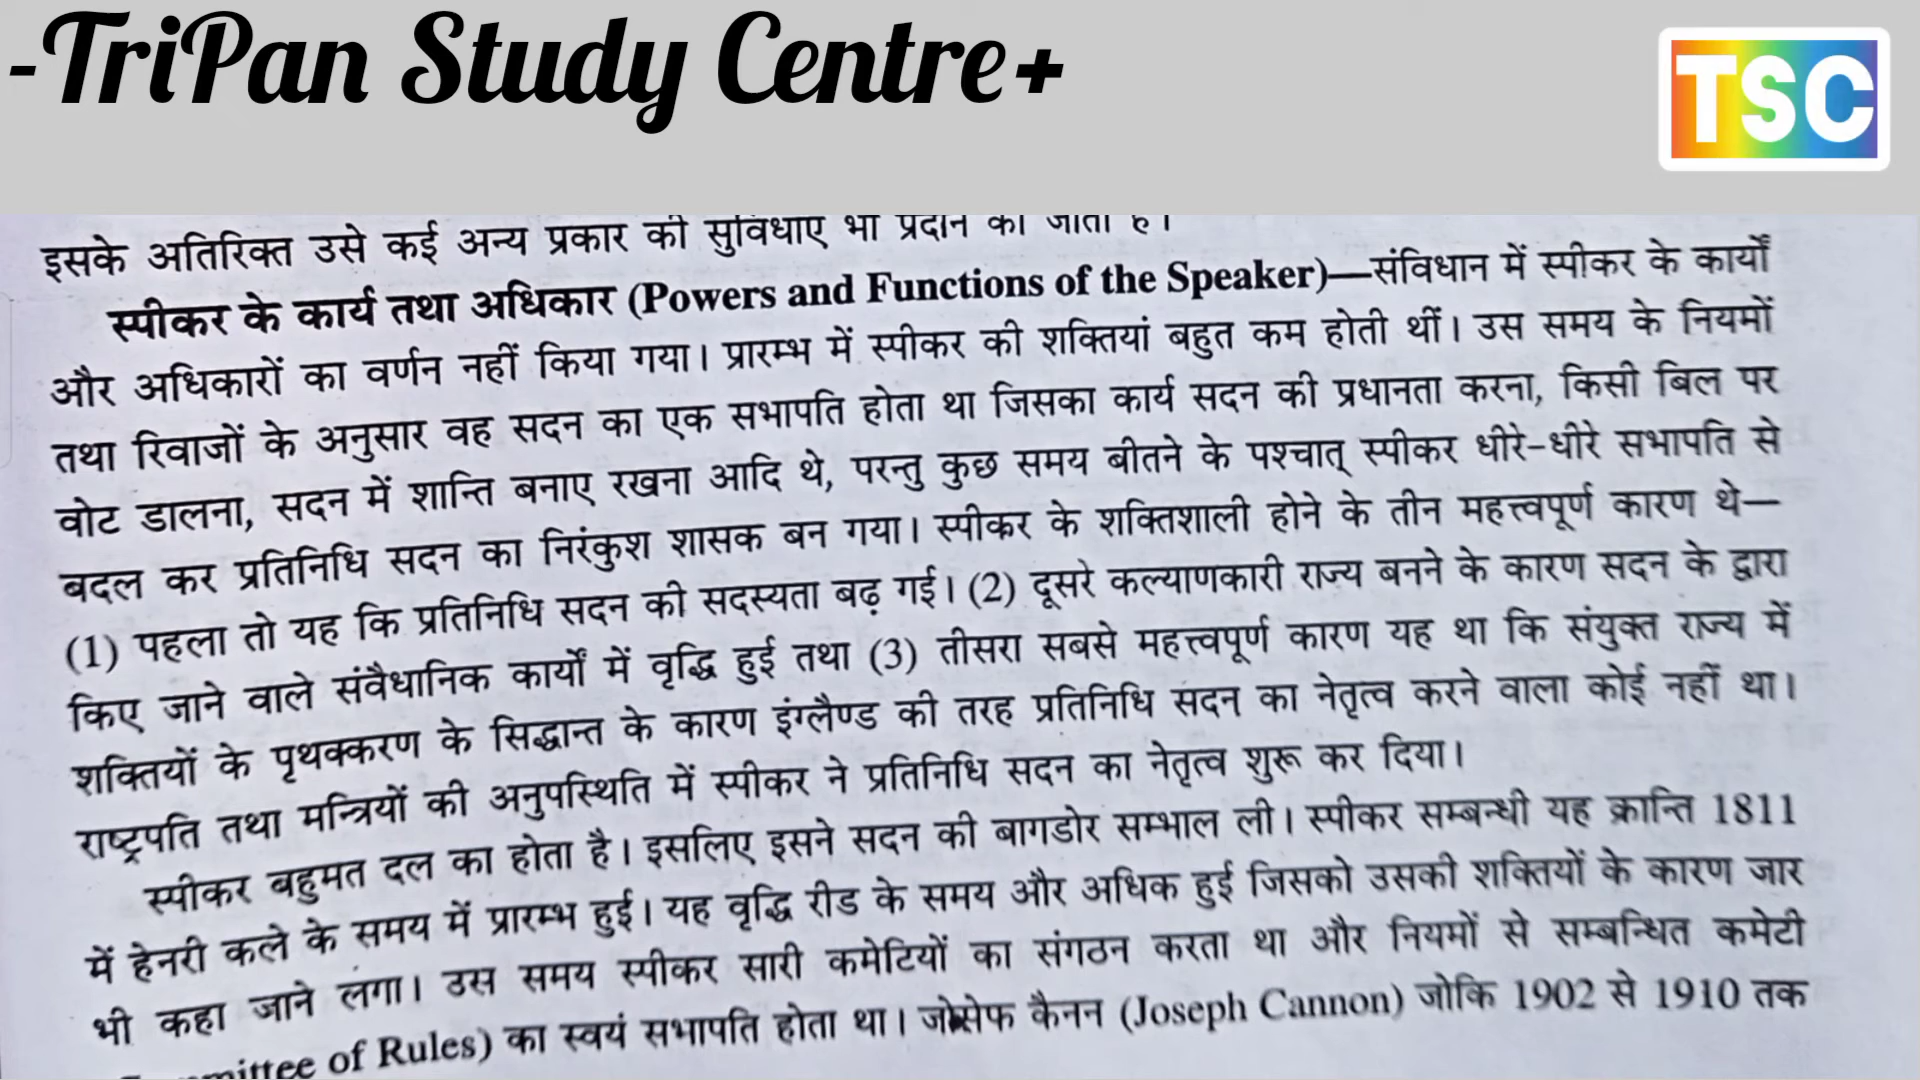 -TriPan Study Centre+
TSC
इसके अतिरिक्त उसे कई अन्य प्रकार की सुविधाएं भी प्रदान की जाती हैं।
स्पीकर के कार्य तथा अधिकार (Powers and Functions of the Speaker)—संविधान में स्पीकर के कार्यों
और अधिकारों का वर्णन नहीं किया गया। प्रारम्भ में स्पीकर की शक्तियां बहुत कम होती थीं। उस समय के नियमों
तथा रिवाजों के अनुसार वह सदन का एक सभापति होता था जिसका कार्य सदन की प्रधानता करना, किसी बिल पर
वोट डालना, सदन में शान्ति बनाए रखना आदि थे, परन्तु कुछ समय बीतने के पश्चात् स्पीकर धीरे-धीरे सभापति से
बदल कर प्रतिनिधि सदन का निरंकुश शासक बन गया। स्पीकर के शक्तिशाली होने के तीन महत्त्वपूर्ण कारण थे—
(1) पहला तो यह कि प्रतिनिधि सदन की सदस्यता बढ़ गई। (2) दूसरे कल्याणकारी राज्य बनने के कारण सदन के द्वारा
किए जाने वाले संवैधानिक कार्यों में वृद्धि हुई तथा (3) तीसरा सबसे महत्त्वपूर्ण कारण यह था कि संयुक्त राज्य में
शक्तियों के पृथक्करण के सिद्धान्त के कारण इंग्लैण्ड की तरह प्रतिनिधि सदन का नेतृत्व करने वाला कोई नहीं था।
राष्ट्रपति तथा मन्त्रियों की अनुपस्थिति में स्पीकर ने प्रतिनिधि सदन का नेतृत्व शुरू कर दिया।
स्पीकर बहुमत दल का होता है। इसलिए इसने सदन की बागडोर सम्भाल ली। स्पीकर सम्बन्धी यह क्रान्ति 1811
में हेनरी कले के समय में प्रारम्भ हुई। यह वृद्धि रीड के समय और अधिक हुई जिसको उसकी शक्तियों के कारण जार
भी कहा जाने लगा। उस समय स्पीकर सारी कमेटियों का संगठन करता था और नियमों से सम्बन्धित कमेटी
of Rules) का स्वयं सभापति होता था। जोसेफ कैनन (Joseph Cannon) जोकि 1902 से 1910 तक